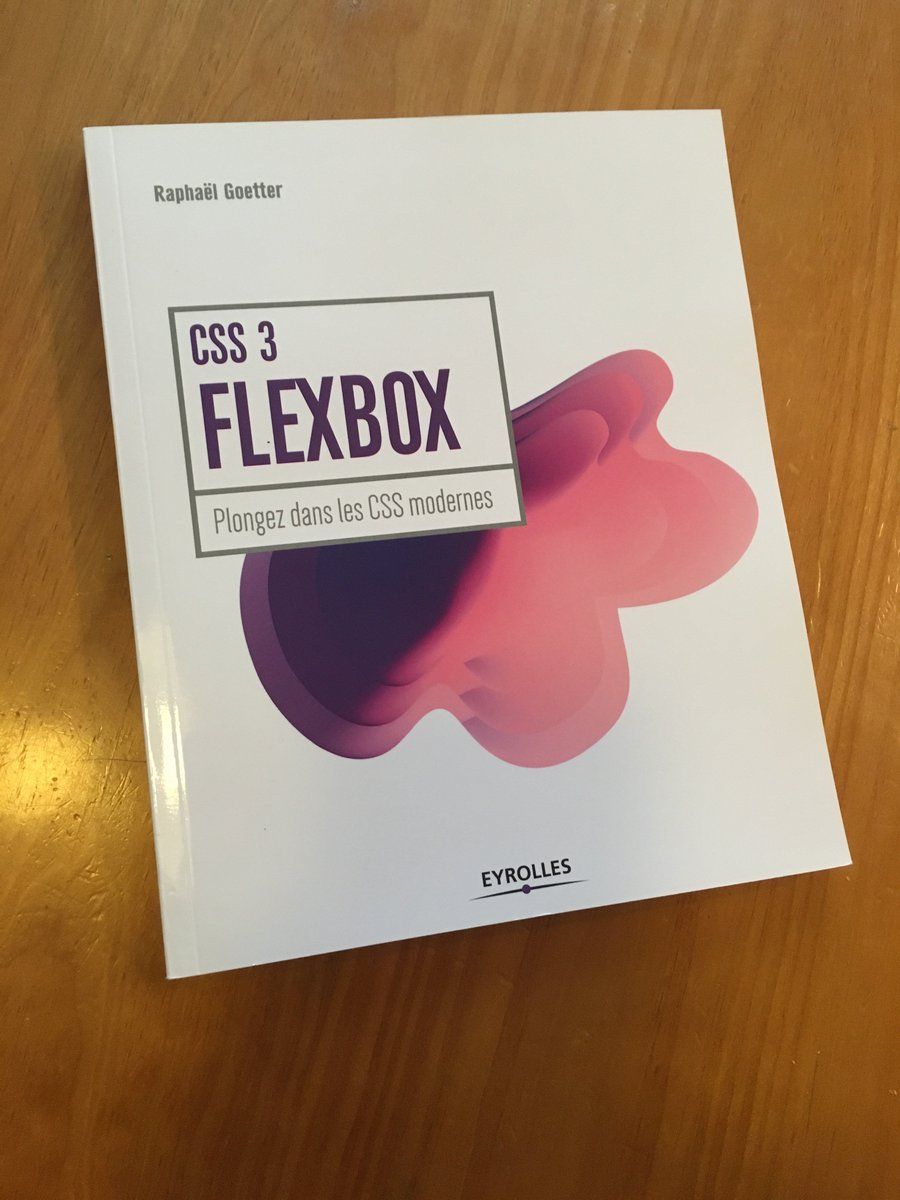 Raphaël Goetter
CSS 3
FLEXBOX
Plongez dans les CSS modernes
EYROLLES